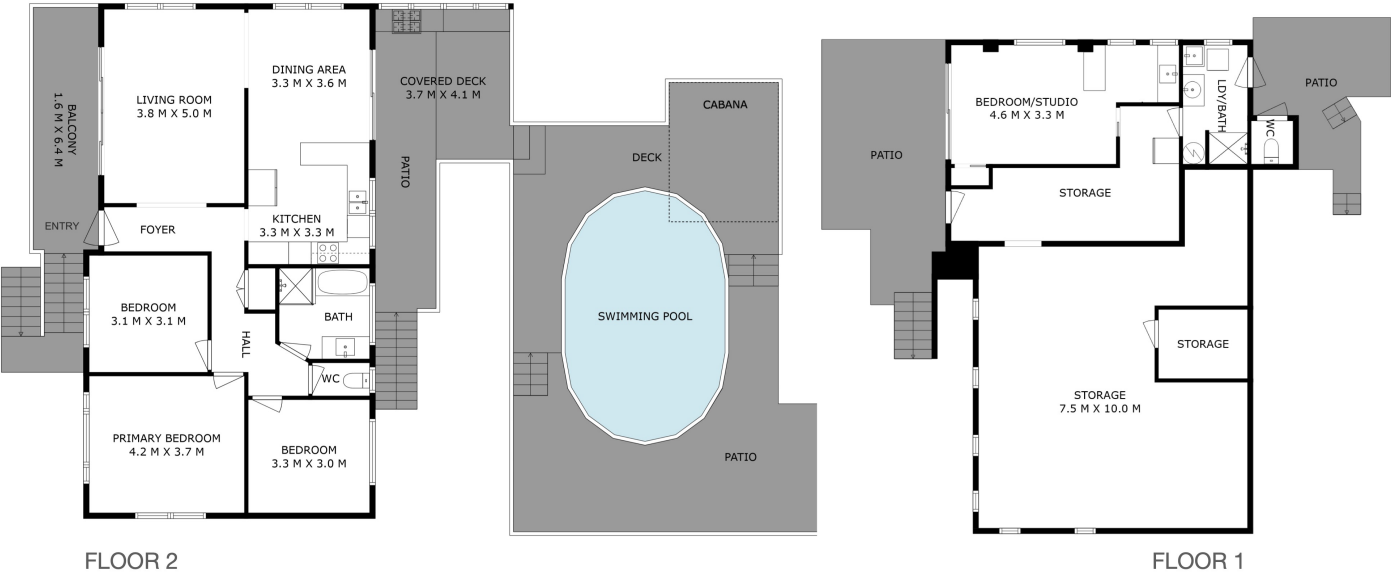 BALCONY
1.6 M X 6.4 M
LIVING ROOM
3.8 M X 5.0 M
DINING AREA
3.3 M X 3.6 M
COVERED DECK
3.7 M X 4.1 M
PATIO
ENTRY
FOYER
KITCHEN
3.3 M X 3.3 M
BEDROOM
3.1 M X 3.1 M
HALL
BATH
WC
PRIMARY BEDROOM
4.2 M X 3.7 M
BEDROOM
3.3 M X 3.0 M
CABANA
DECK
SWIMMING POOL
PATIO
FLOOR 2
PATIO
BEDROOM/STUDIO
4.6 M X 3.3 M
LDY/BATH
WC
PATIO
STORAGE
STORAGE
STORAGE
7.5 M X 10.0 M
FLOOR 1